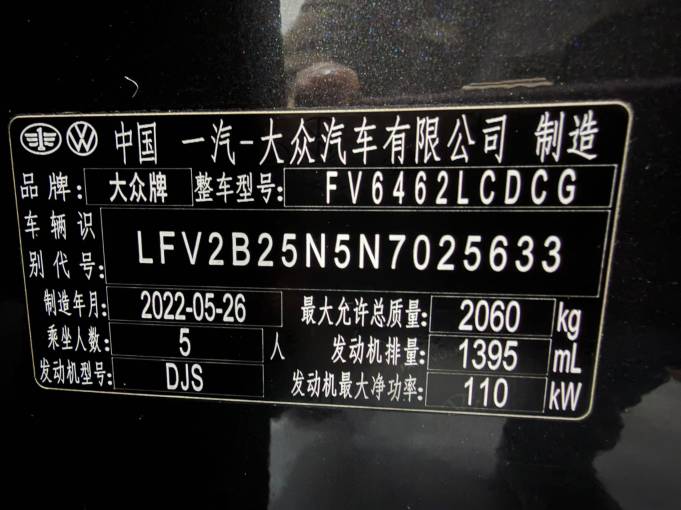 中国 一汽-大众汽车有限公司 制造
品牌: 大众牌 整车型号: FV6462LCDCG
车辆识别代号: LFV2B25N5N7025633
制造年月: 2022-05-26 最大允许总质量: 2060 kg
乘坐人数: 5 人 发动机排量: 1395 mL
发动机型号: DJS 发动机最大净功率: 110 kW